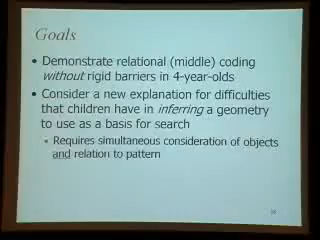 Goals
• Demonstrate relational (middle) coding
without rigid barriers in 4-year-olds
• Consider a new explanation for difficulties
that children have in inferring a geometry
to use as a basis for search
• Requires simultaneous consideration of objects
and relation to pattern